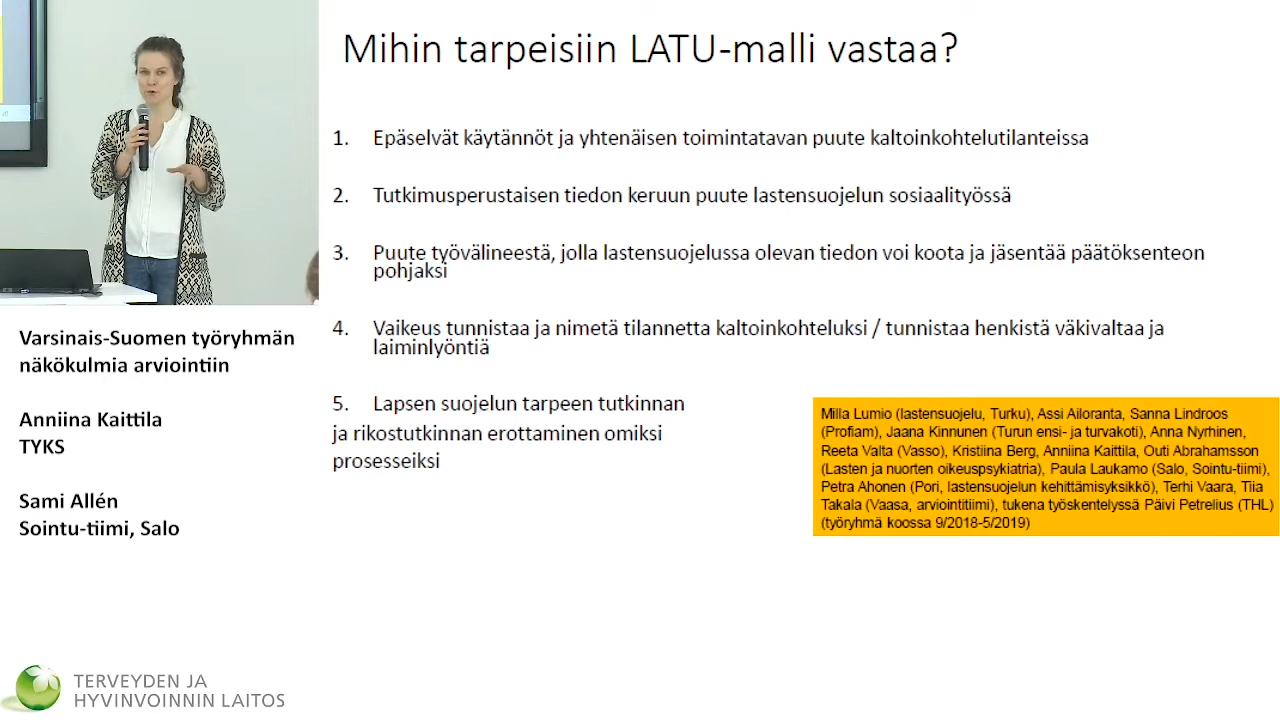 Mihin tarpeisiin LATU-malli vastaa?
1. Epäselvät käytännöt ja yhtenäisen toimintatavan puute kaltoinkohtelutilanteissa
2. Tutkimusperustaisen tiedon keruun puute lastensuojelun sosiaalityössä
3. Puute työvälineestä, jolla lastensuojelussa olevan tiedon voi koota ja jäsentää päätöksenteon
pohjaksi
4. Vaikeus tunnistaa ja nimetä tilannetta kaltoinkohteluksi / tunnistaa henkistä väkivaltaa ja
laiminlyöntiä
5. Lapsen suojelun tarpeen tutkinnan
ja rikostutkinnan erottaminen omiksi
prosesseiksi
Milla Lumio (lastensuojelu, Turku), Assi Ailoranta, Sanna Lindroos
(Profiam), Jaana Kinnunen (Turun ensi- ja turvakoti), Anna Nyrhinen,
Reeta Valta (Vasso), Kristiina Berg, Anniina Kaittila, Outi Abrahamsson
(Lasten ja nuorten oikeuspsykiatria), Paula Laukamo (Salo, Sointu-tiimi),
Petra Ahonen (Pori, lastensuojelun kehittämisyksikkö), Terhi Vaara, Tiia
Takala (Vaasa, arviointitiimi), tukena työskentelyssä Päivi Petrelius (THL)
(työryhmä koossa 9/2018-5/2019)
Varsinais-Suomen työryhmän
näkökulmia arviointiin
Anniina Kaittila
TYKS
Sami Allén
Sointu-tiimi, Salo
TERVEYDEN JA
HYVINVOINNIN LAITOS